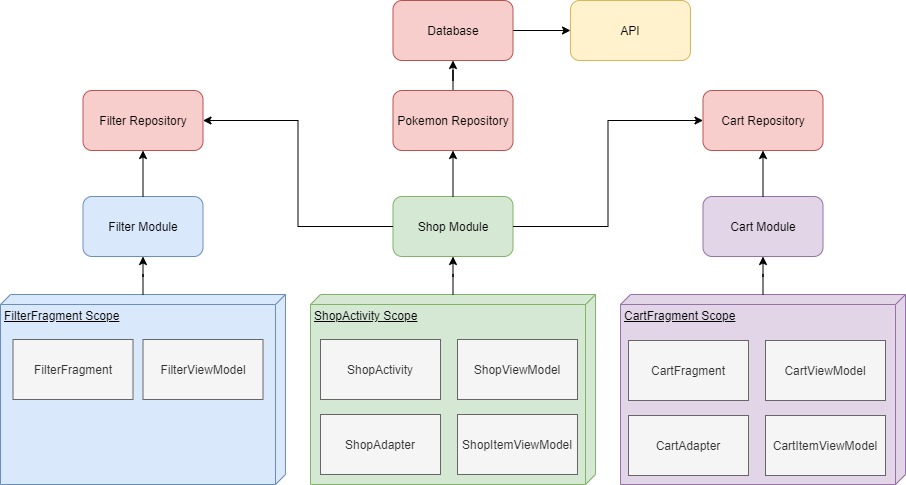 Database
API
Filter Repository
Pokemon Repository
Cart Repository
Filter Module
Shop Module
Cart Module
FilterFragment Scope
FilterFragment
FilterViewModel
ShopActivity Scope
ShopActivity
ShopViewModel
ShopAdapter
ShopItemViewModel
CartFragment Scope
CartFragment
CartViewModel
CartAdapter
CartItemViewModel